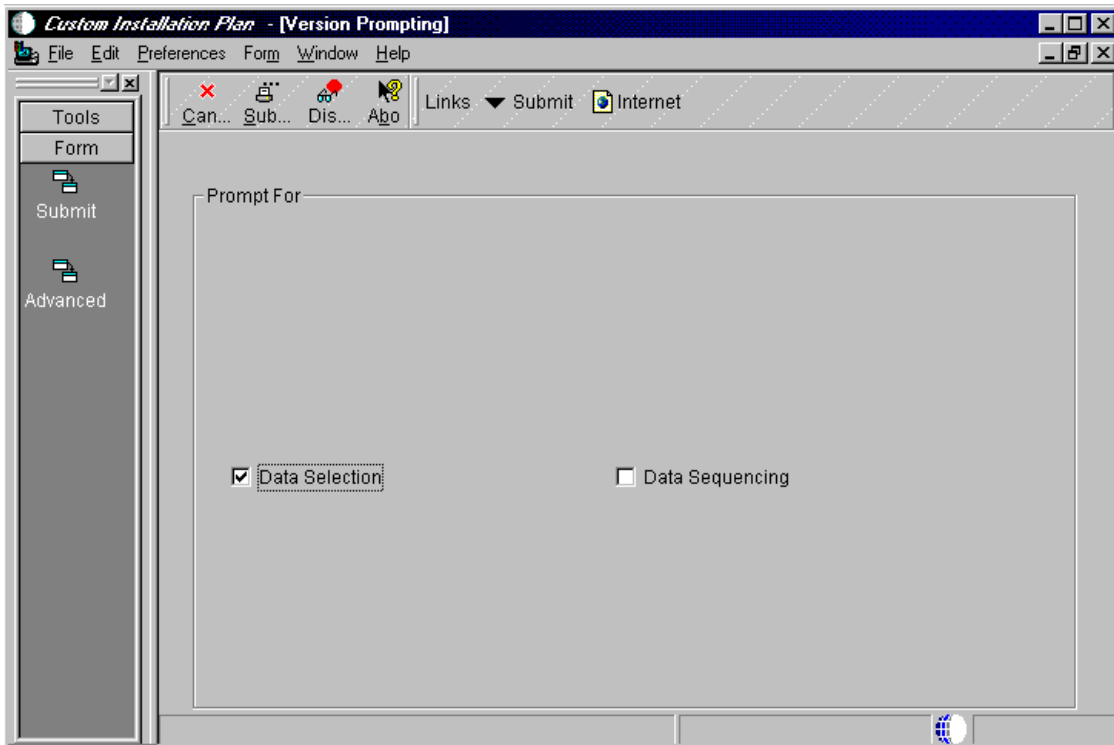 Custom Installation Plan - [Version Prompting]
File Edit Preferences Form Window Help
Tools
Form
Submit
Advanced
Can... Sub... Dis... Abo Links Submit Internet
Prompt For
Data Selection Data Sequencing